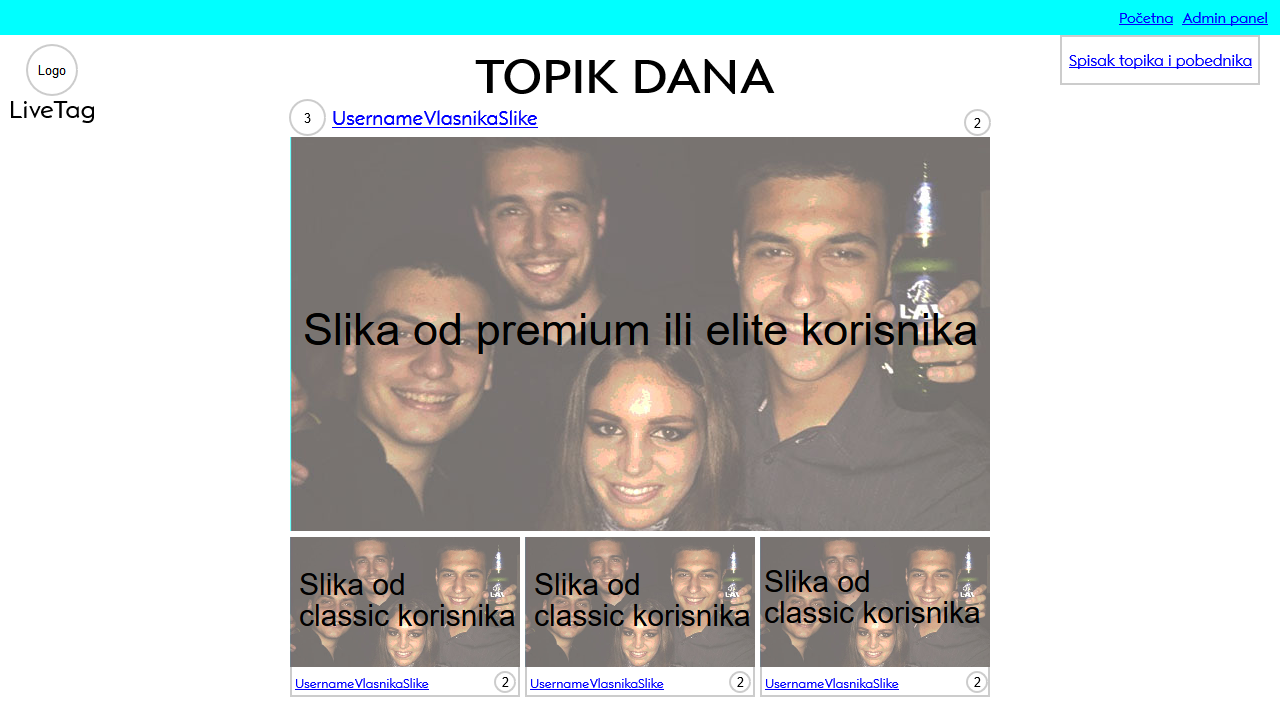 Početna Admin panel
Logo
LiveTag
TOPIK DANA
Spisak topika i pobednika
3 UsernameVlasnikaSlike 2
LAV
Slika od premium ili elite korisnika
Slika od
classic korisnika
UsernameVlasnikaSlike 2
Slika od
classic korisnika
UsernameVlasnikaSlike 2
Slika od
classic korisnika
UsernameVlasnikaSlike 2